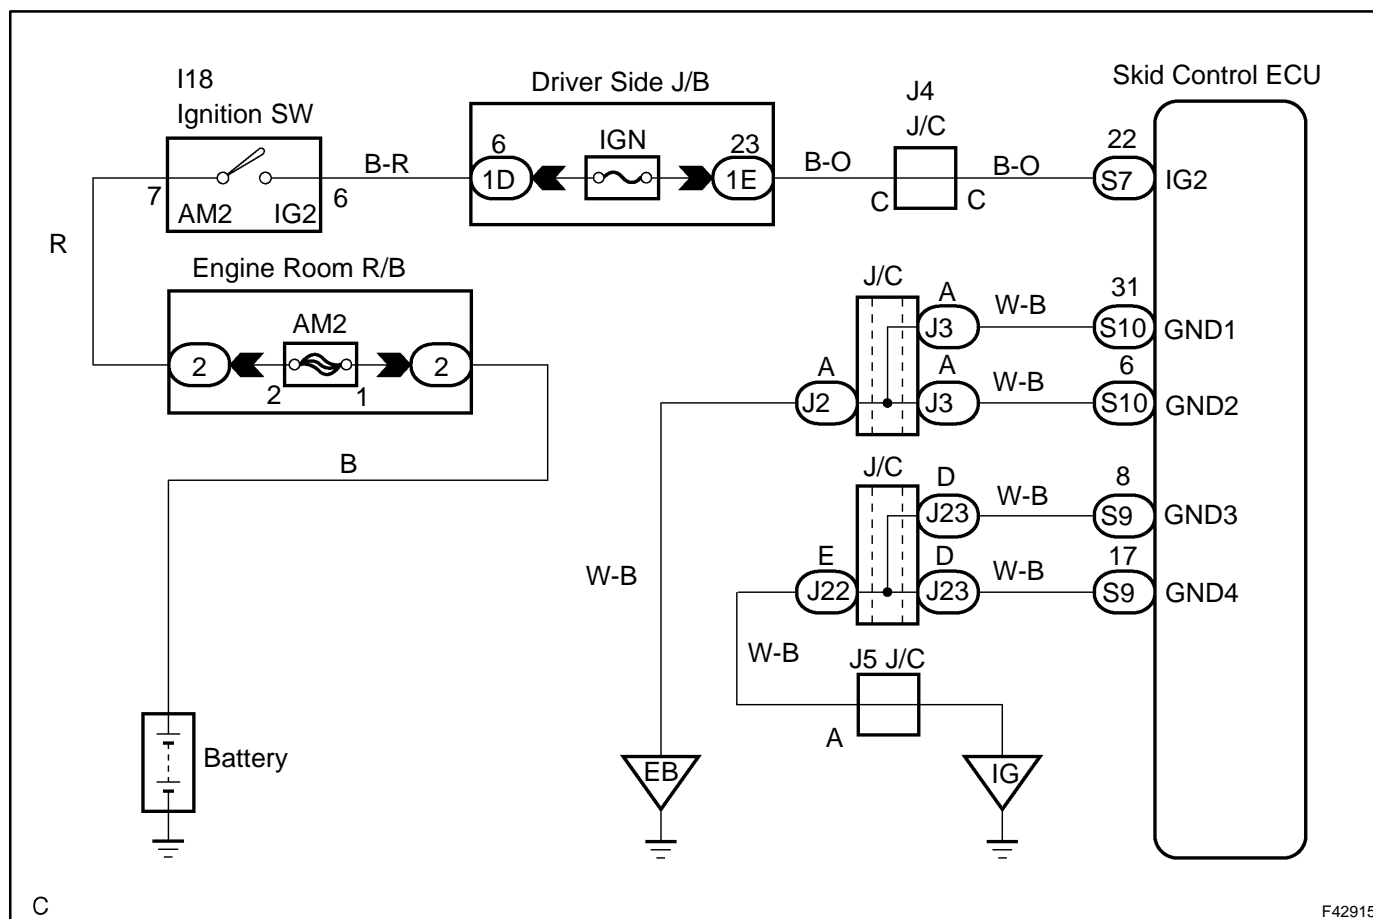 I18
Ignition SW
Driver Side J/B
J4
J/C
Skid Control ECU
6
IGN
23
22
B-R
1D
1E
B-O
B-O
S7
IG2
7
AM2
IG2
6
C
C
R
Engine Room R/B
J/C
A
W-B
31
J3
S10
GND1
AM2
2
2
2
1
A
A
W-B
6
J2
J3
S10
GND2
B
J/C
D
W-B
8
J23
S9
GND3
W-B
E
D
W-B
17
J22
J23
S9
GND4
W-B
J5 J/C
A
Battery
EB
IG
C
F42915